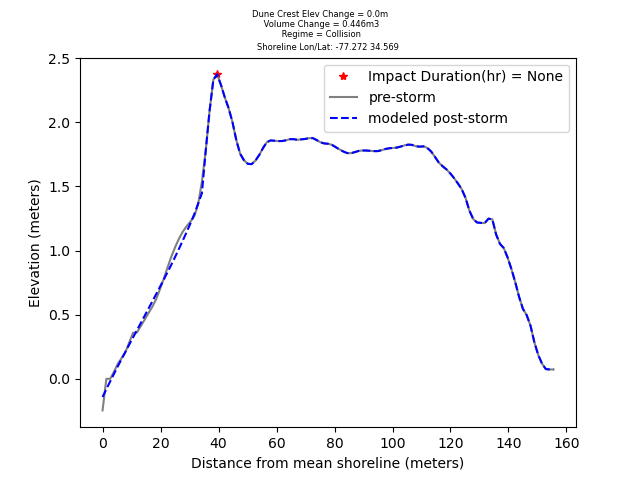 Dune Crest Elev Change = 0.0m
Volume Change = 0.446m3
Regime = Collision
Shoreline Lon/Lat: -77.272 34.569
Impact Duration(hr) = None
pre-storm
modeled post-storm
2.5
2.0
1.5
1.0
0.5
0.0
Elevation (meters)
0 20 40 60 80 100 120 140 160
Distance from mean shoreline (meters)